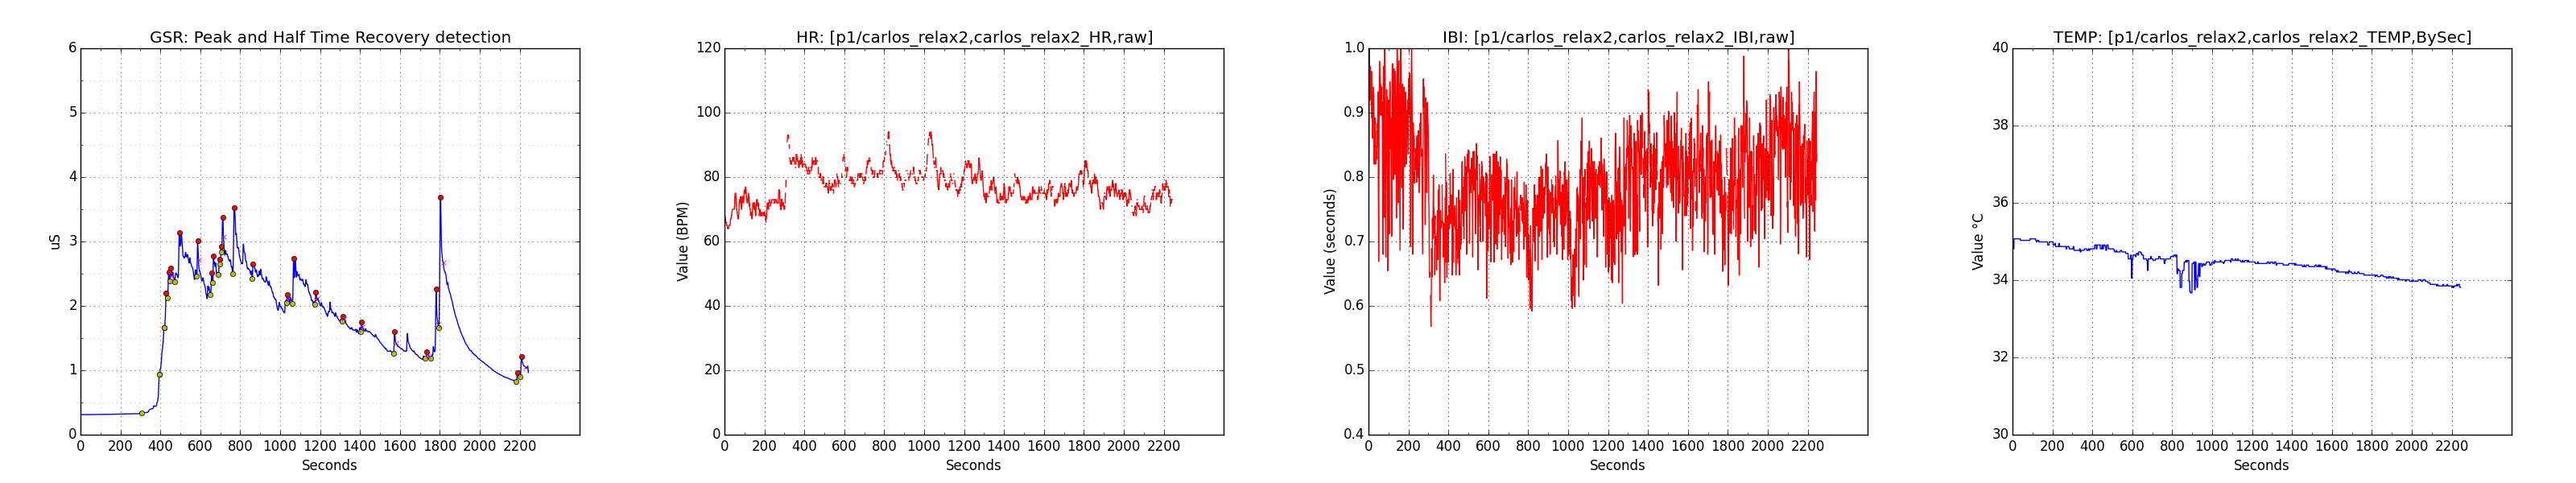 GSR: Peak and Half Time Recovery detection
6
5
4
3
2
1
0
uS
0 200 400 600 800 1000 1200 1400 1600 1800 2000 2200
Seconds
HR: [p1/carlos_relax2,carlos_relax2_HR,raw]
120
100
80
60
40
20
0
Value (BPM)
0 200 400 600 800 1000 1200 1400 1600 1800 2000 2200
Seconds
IBI: [p1/carlos_relax2,carlos_relax2_IBI,raw]
1.0
0.9
0.8
0.7
0.6
0.5
0.4
Value (seconds)
0 200 400 600 800 1000 1200 1400 1600 1800 2000 2200
Seconds
TEMP: [p1/carlos_relax2,carlos_relax2_TEMP,BySec]
40
38
36
34
32
30
Value °C
0 200 400 600 800 1000 1200 1400 1600 1800 2000 2200
Seconds